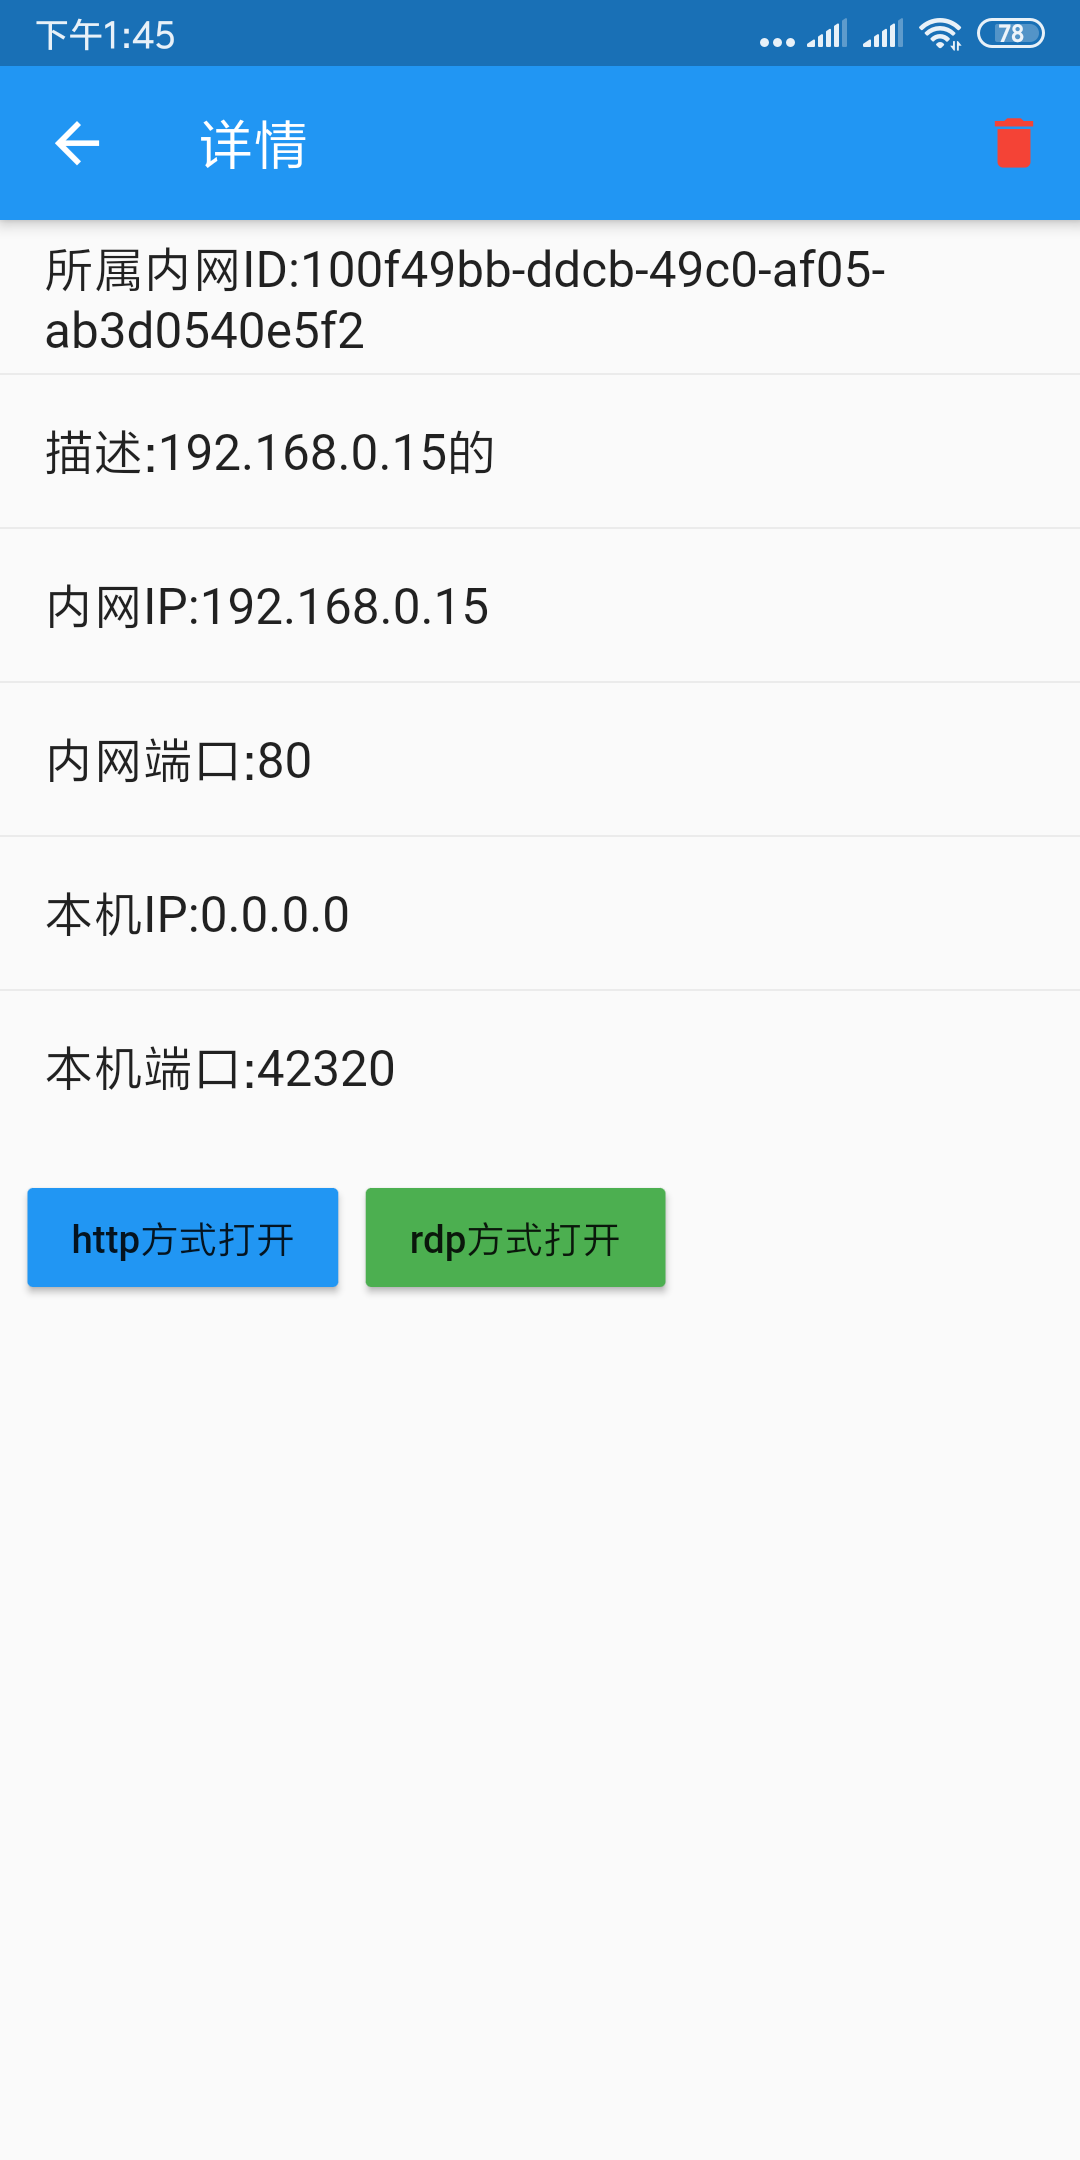 下午1:45
78
详情
所属内网ID:100f49bb-ddcb-49c0-af05-
ab3d0540e5f2
描述:192.168.0.15的
内网IP:192.168.0.15
内网端口:80
本机IP:0.0.0.0
本机端口:42320
http方式打开 rdp方式打开